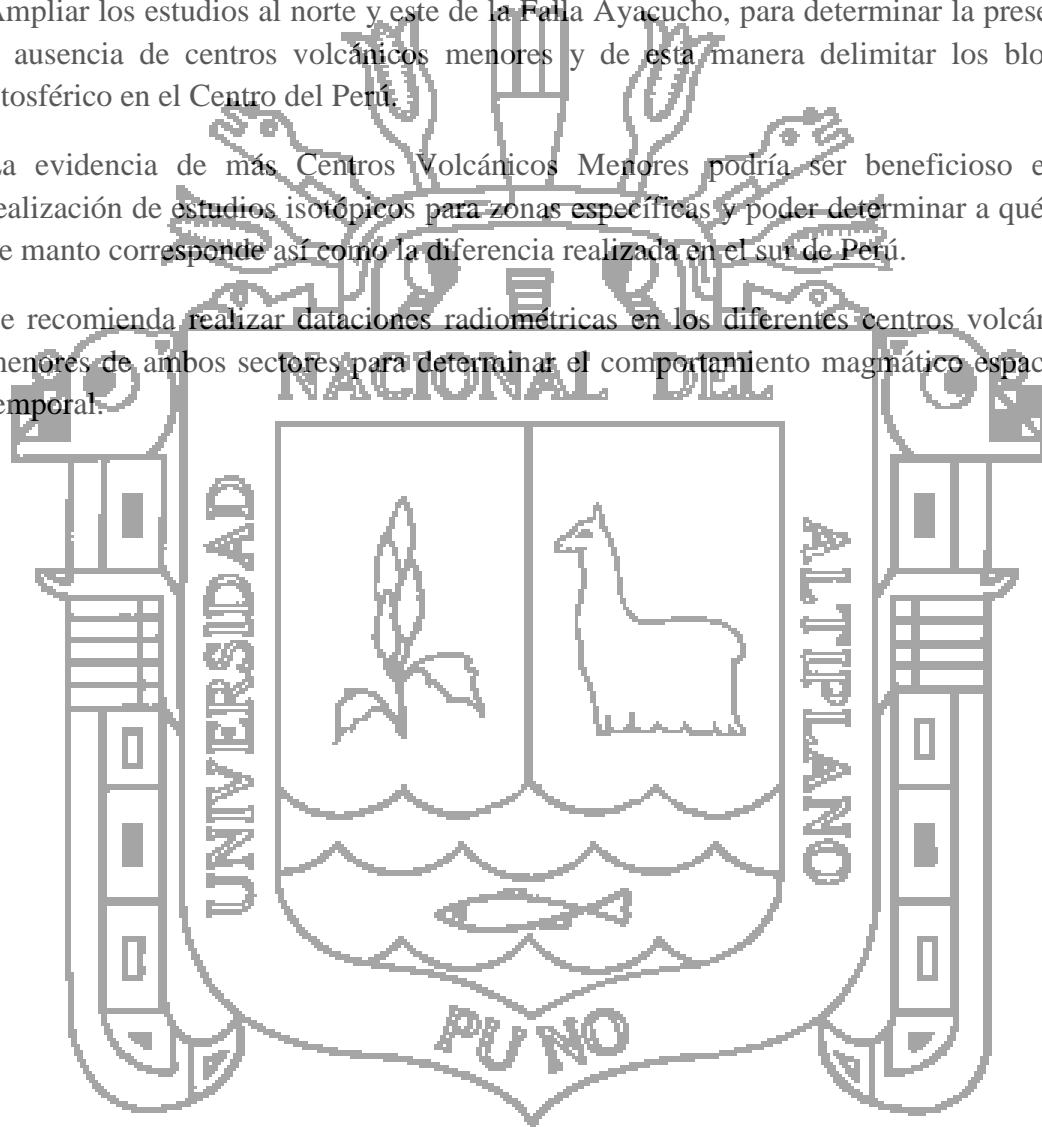 Ampliar los estudios al norte y este de la Falla Ayacucho, para determinar la prese
ausencia de centros volcánicos menores y de esta manera delimitar los blo
tosférico en el Centro del Perú.
La evidencia de más Centros Volcánicos Menores podría ser beneficioso e
ealización de estudios isotópicos para zonas específicas y poder determinar a qué
e manto corresponde así como la diferencia realizada en el sur de Perú.
e recomienda realizar dataciones radiométricas en los diferentes centros volcán
menores de ambos sectores para determinar el comportamiento magmático espac
emporal.
NACIONAL DEL
UNIVERSIDAD
ALTIPLANO
PUNO